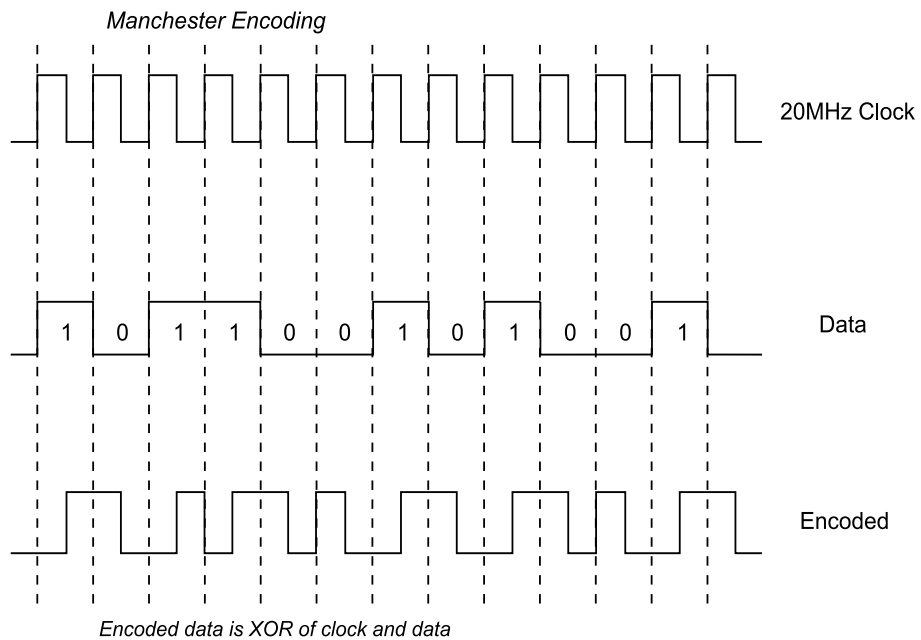 Manchester Encoding
20MHz Clock
1 0 1 1 0 0 1 0 1 0 0 1
Data
Encoded
Encoded data is XOR of clock and data